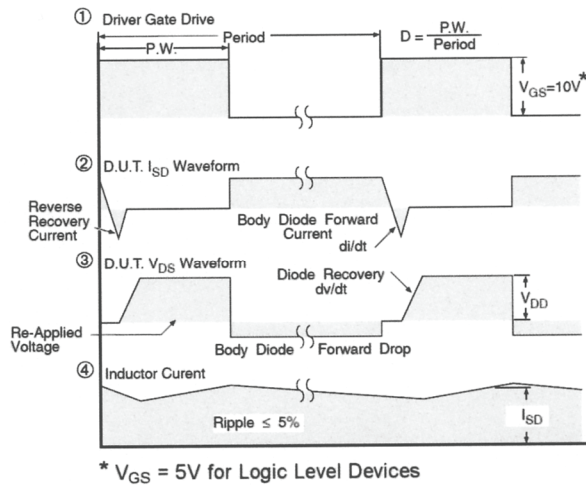 ① Driver Gate Drive
Period
P.W.
D = P.W.
Period
V_GS=10V*
② D.U.T. I_SD Waveform
Reverse
Recovery
Current
Body Diode Forward
Current
di/dt
③ D.U.T. V_DS Waveform
Diode Recovery
dv/dt
V_DD
Re-Applied
Voltage
Body Diode Forward Drop
④ Inductor Curent
Ripple ≤ 5%
I_SD
* V_GS = 5V for Logic Level Devices